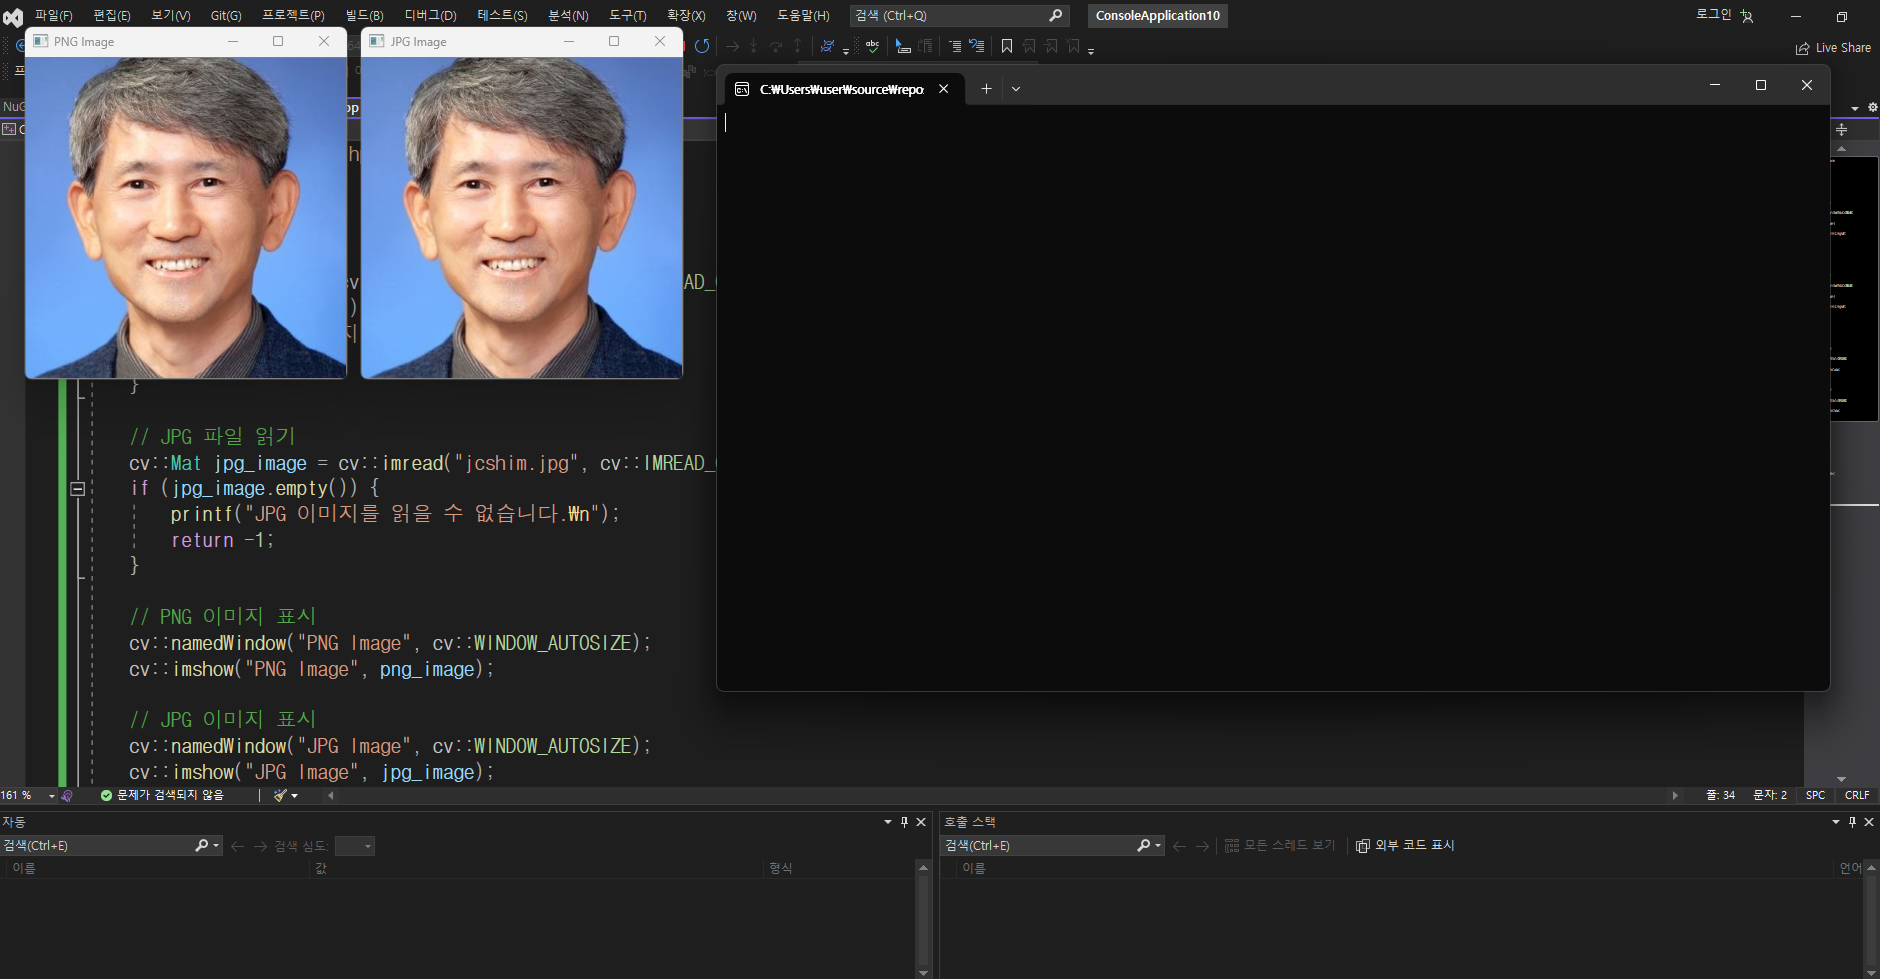 파일(F) 편집(E) 보기(V) Git(G) 프로젝트(P) 빌드(B) 디버그(D) 테스트(S) 분석(N) 도구(T) 확장(X) 창(W) 도움말(H) 검색 (Ctrl+Q) ConsoleApplication10 로그인
Live Share
PNG Image
JPG Image
C:₩Users₩user₩source₩repo
}
// JPG 파일 읽기
cv::Mat jpg_image = cv::imread("jcshim.jpg", cv::IMREAD_
if (jpg_image.empty()) {
printf("JPG 이미지를 읽을 수 없습니다.₩n");
return -1;
}
// PNG 이미지 표시
cv::namedWindow("PNG Image", cv::WINDOW_AUTOSIZE);
cv::imshow("PNG Image", png_image);
// JPG 이미지 표시
cv::namedWindow("JPG Image", cv::WINDOW_AUTOSIZE);
cv::imshow("JPG Image", jpg_image);
161 % 문제가 검색되지 않음 줄: 34 문자: 2 SPC CRLF
자동
검색(Ctrl+E) 검색 심도:
이름 값 형식
호출 스택
검색(Ctrl+E) 모든 스레드 보기 외부 코드 표시
이름 언어